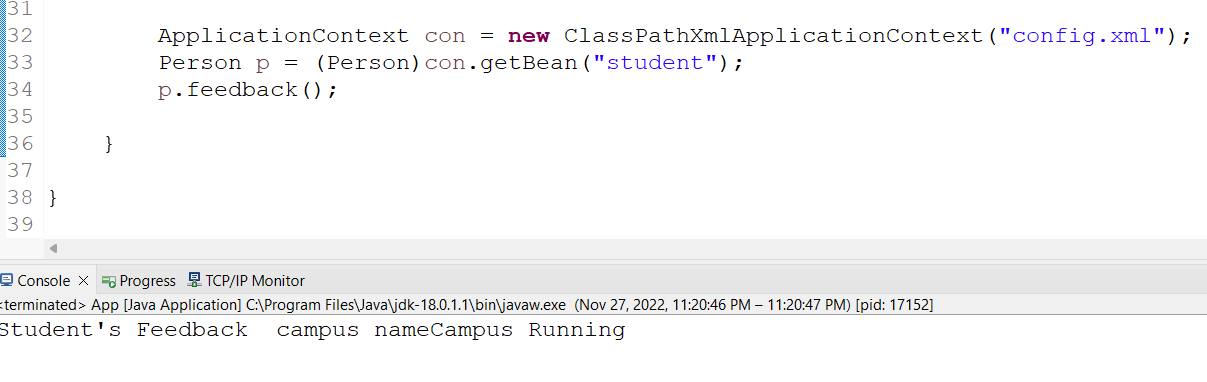 31
32 ApplicationContext con = new ClassPathXmlApplicationContext("config.xml");
33 Person p = (Person)con.getBean("student");
34 p.feedback();
35
36 }
37
38 }
39
Console Progress TCP/IP Monitor
<terminated> App [Java Application] C:\Program Files\Java\jdk-18.0.1.1\bin\javaw.exe (Nov 27, 2022, 11:20:46 PM – 11:20:47 PM) [pid: 17152]
Student's Feedback  campus nameCampus Running